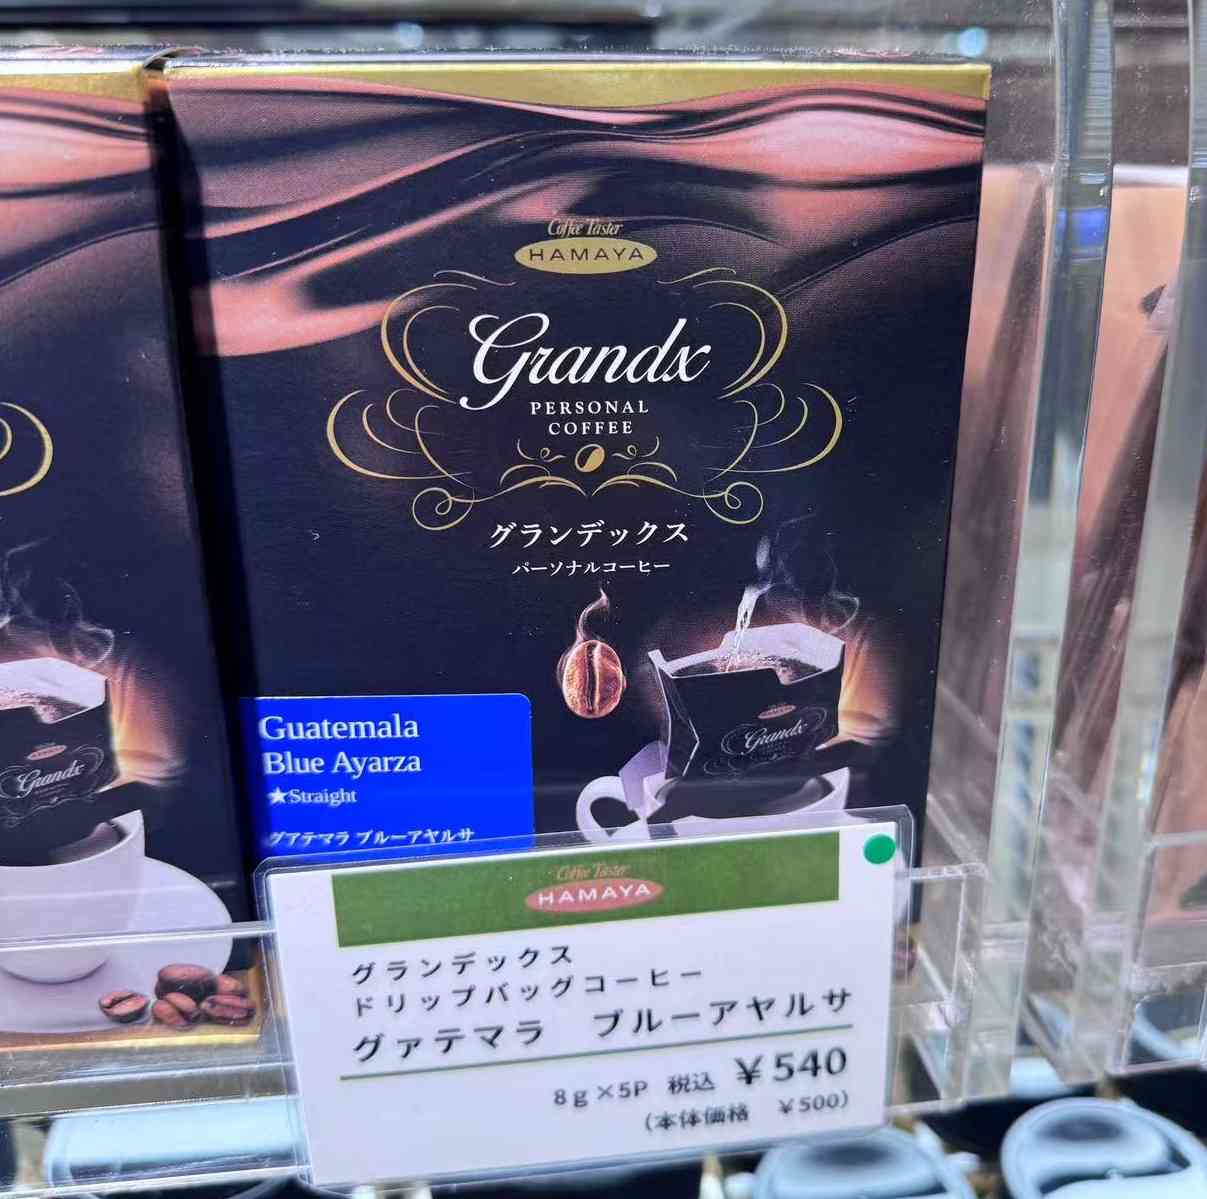 Coffee Taster
HAMAYA
Grandx
PERSONAL
COFFEE
グランデックス
パーソナルコーヒー
HAMAYA
Grandx
HAMAYA
Grandx
Guatemala
Blue Ayarza
★Straight
グアテマラ ブルーアヤルサ
Coffee Taster
HAMAYA
グランデックス
ドリップバッグコーヒー
グァテマラ ブルーアヤルサ
8g×5P 税込 ¥540
(本体価格 ¥500)